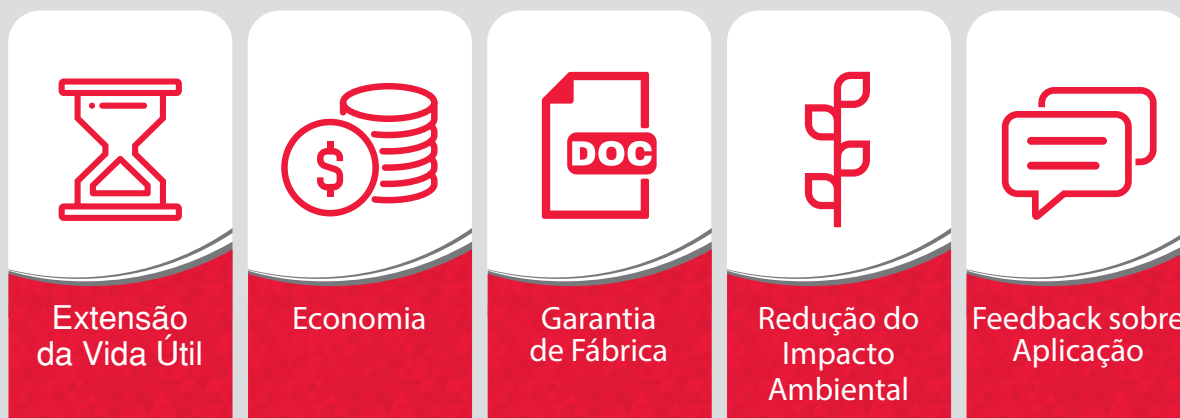 $
DOC
Extensão
da Vida Útil
Economia
Garantia
de Fábrica
Redução do
Impacto
Ambiental
Feedback sobre
Aplicação